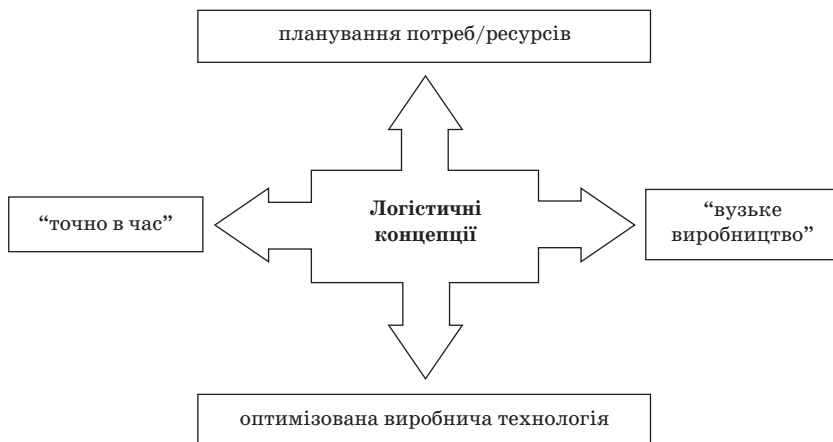 планування потреб/ресурсів
“точно в час”
Логістичні
концепції
“вузьке
виробництво”
оптимізована виробнича технологія